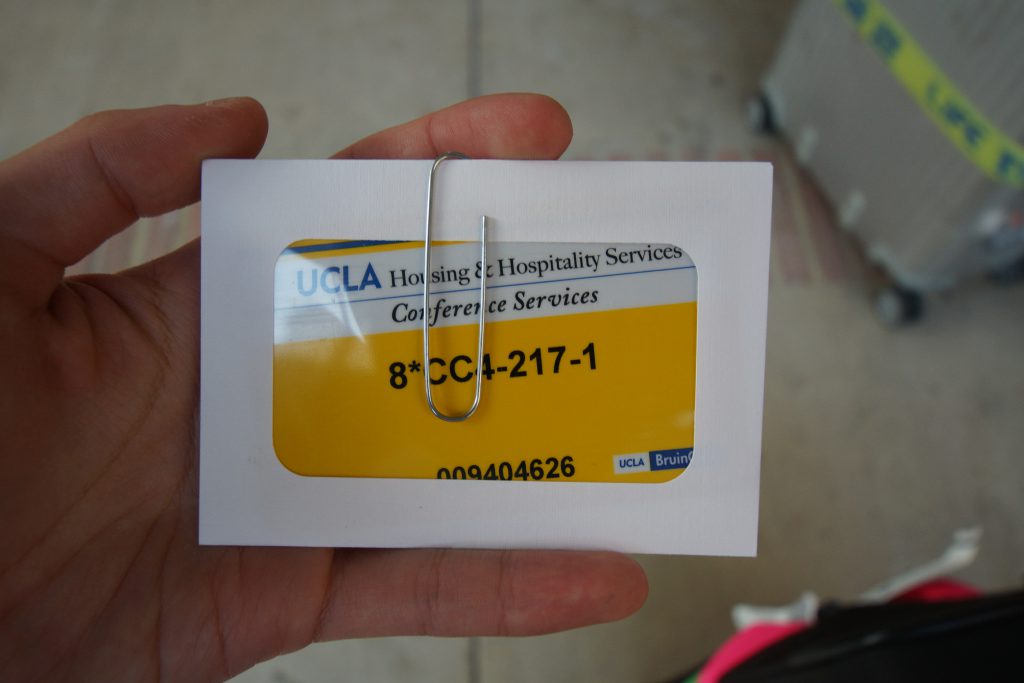 UCLA Housing & Hospitality Services
Conference Services
8*CC4-217-1
009404626
UCLA Bruin